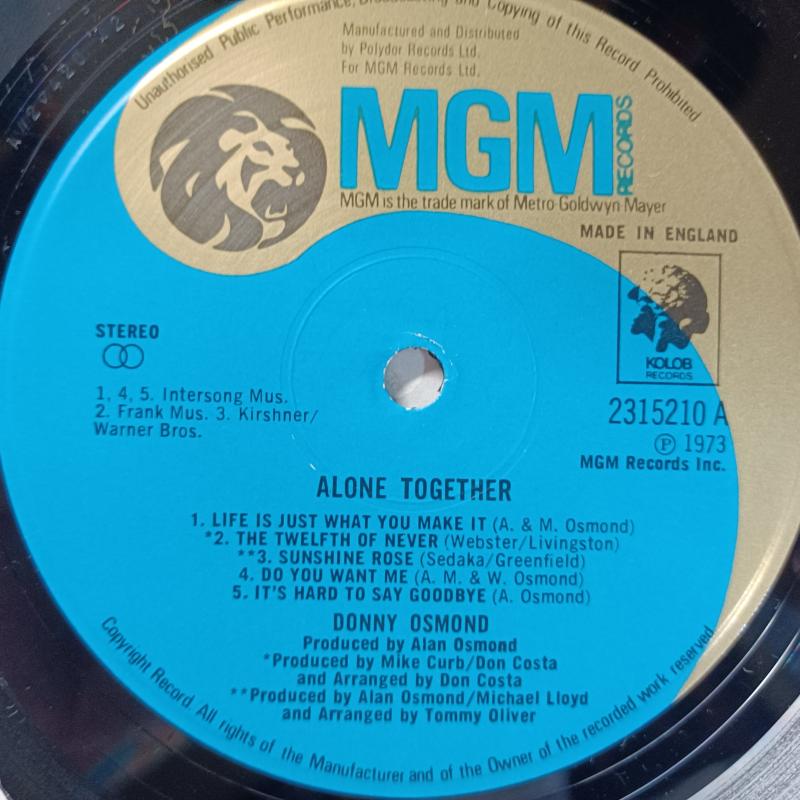 Unauthorised Public Performance, Broadcasting and Copying of this Record Prohibited
Manufactured and Distributed
by Polydor Records Ltd.
For MGM Records Ltd.
MGM RECORDS
MGM is the trade mark of Metro-Goldwyn Mayer
MADE IN ENGLAND
KOLOB
RECORDS
STEREO
1, 4, 5. Intersong Mus.
2. Frank Mus. 3. Kirshner/
Warner Bros.
2315210 A
Ⓟ 1973
MGM Records Inc.
ALONE TOGETHER
1. LIFE IS JUST WHAT YOU MAKE IT (A. & M. Osmond)
*2. THE TWELFTH OF NEVER (Webster/Livingston)
**3. SUNSHINE ROSE (Sedaka/Greenfield)
4. DO YOU WANT ME (A. M. & W. Osmond)
5. IT'S HARD TO SAY GOODBYE (A. Osmond)
DONNY OSMOND
Produced by Alan Osmond
*Produced by Mike Curb/Don Costa
and Arranged by Don Costa
**Produced by Alan Osmond/Michael Lloyd
and Arranged by Tommy Oliver
Copyright Record All rights of the Manufacturer and of the Owner of the recorded work reserved